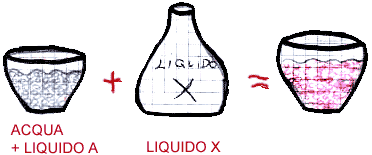 LIQUIDO
X
+
=
ACQUA
+ LIQUIDO A
LIQUIDO X